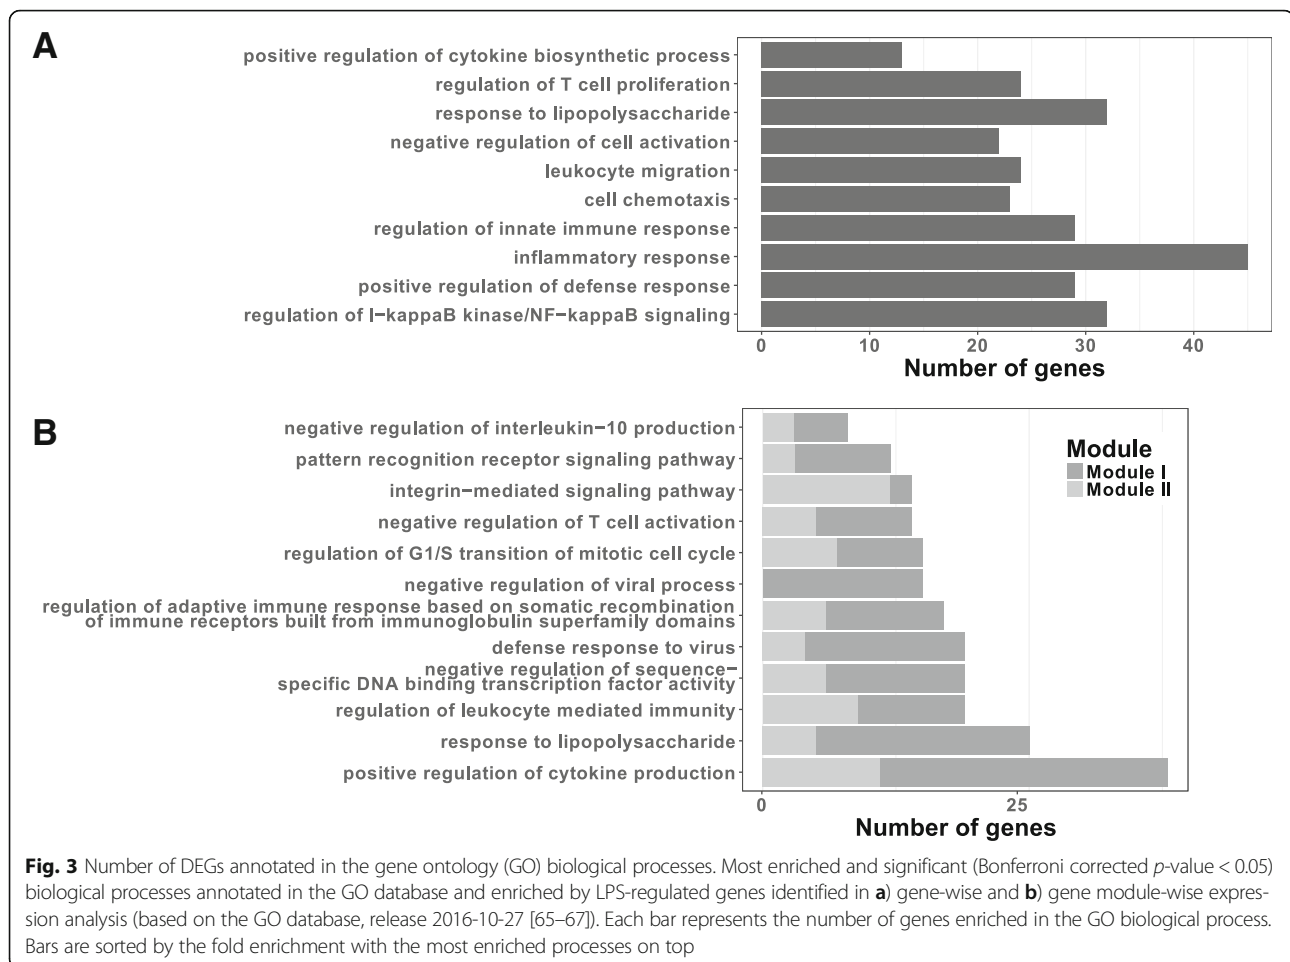 A
positive regulation of cytokine biosynthetic process
regulation of T cell proliferation
response to lipopolysaccharide
negative regulation of cell activation
leukocyte migration
cell chemotaxis
regulation of innate immune response
inflammatory response
positive regulation of defense response
regulation of I−kappaB kinase/NF−kappaB signaling
0 10 20 30 40
Number of genes
B
negative regulation of interleukin−10 production
pattern recognition receptor signaling pathway
integrin−mediated signaling pathway
negative regulation of T cell activation
regulation of G1/S transition of mitotic cell cycle
negative regulation of viral process
regulation of adaptive immune response based on somatic recombination
of immune receptors built from immunoglobulin superfamily domains
defense response to virus
negative regulation of sequence−
specific DNA binding transcription factor activity
regulation of leukocyte mediated immunity
response to lipopolysaccharide
positive regulation of cytokine production
Module
Module I
Module II
0 25
Number of genes
Fig. 3 Number of DEGs annotated in the gene ontology (GO) biological processes. Most enriched and significant (Bonferroni corrected p-value < 0.05)
biological processes annotated in the GO database and enriched by LPS-regulated genes identified in a) gene-wise and b) gene module-wise expres-
sion analysis (based on the GO database, release 2016-10-27 [65–67]). Each bar represents the number of genes enriched in the GO biological process.
Bars are sorted by the fold enrichment with the most enriched processes on top